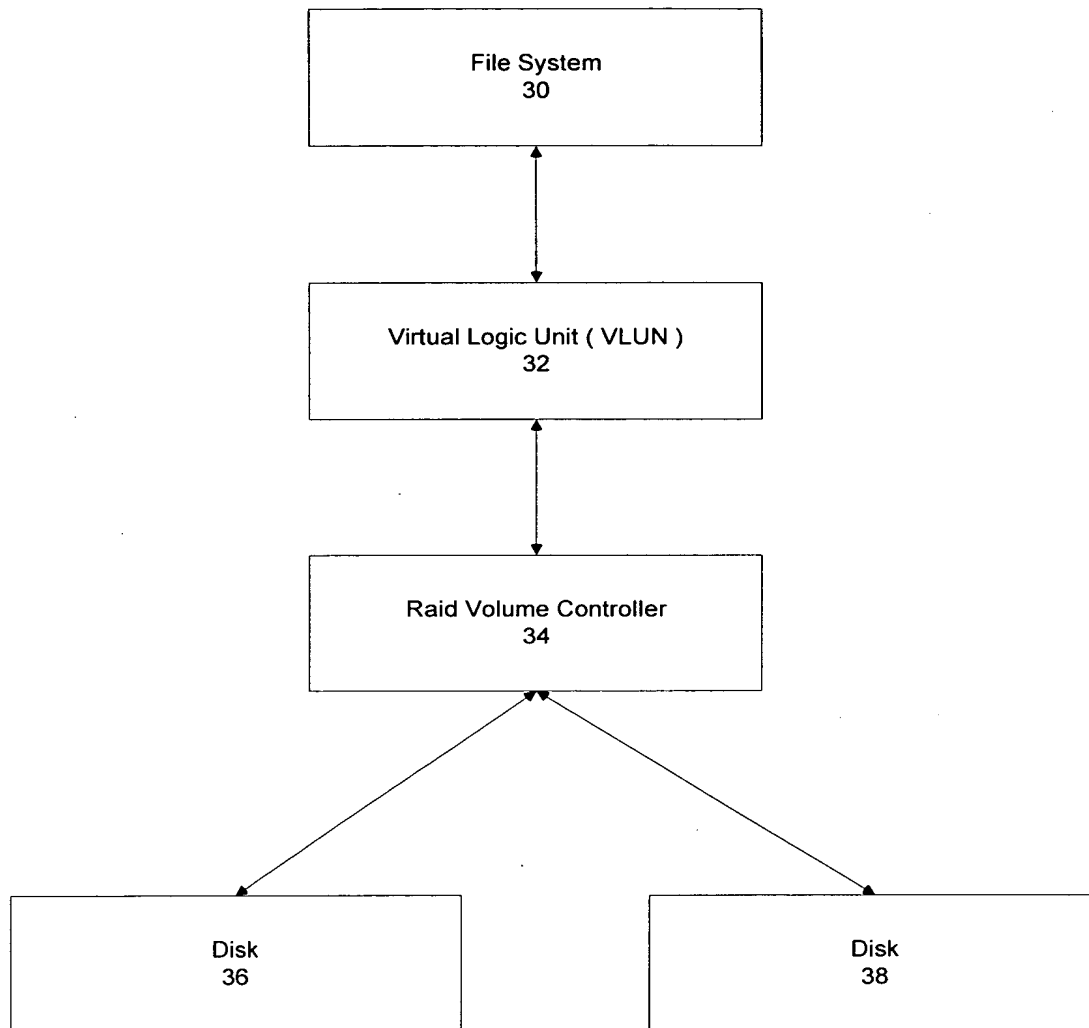 File System
30
Virtual Logic Unit ( VLUN )
32
Raid Volume Controller
34
Disk
36
Disk
38